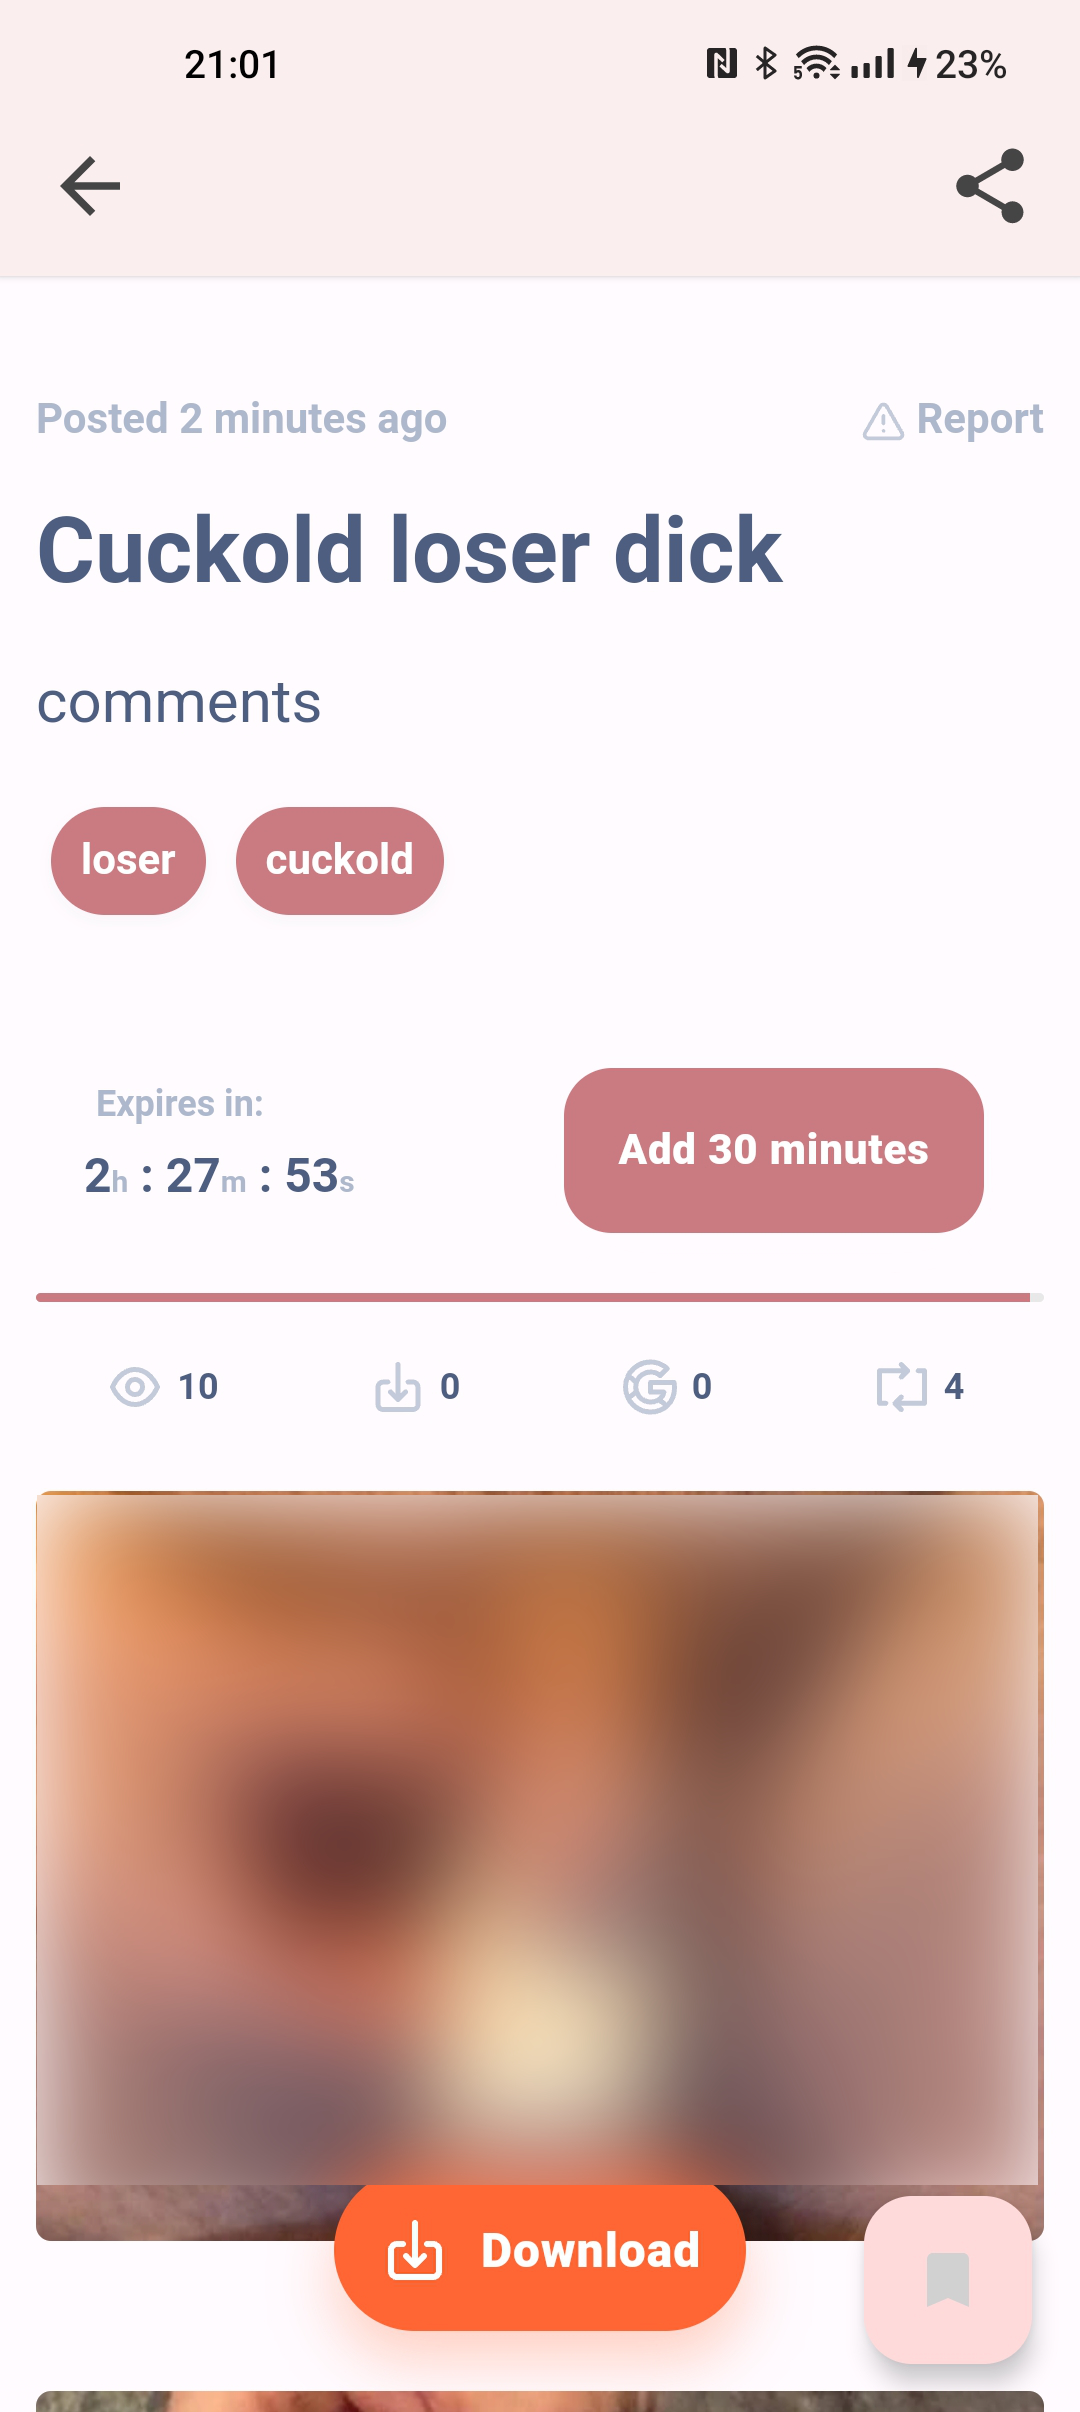 21:01
5 23%
Posted 2 minutes ago
Report
Cuckold loser dick
comments
loser cuckold
Expires in:
2h : 27m : 53s
Add 30 minutes
10 0 0 4
Download